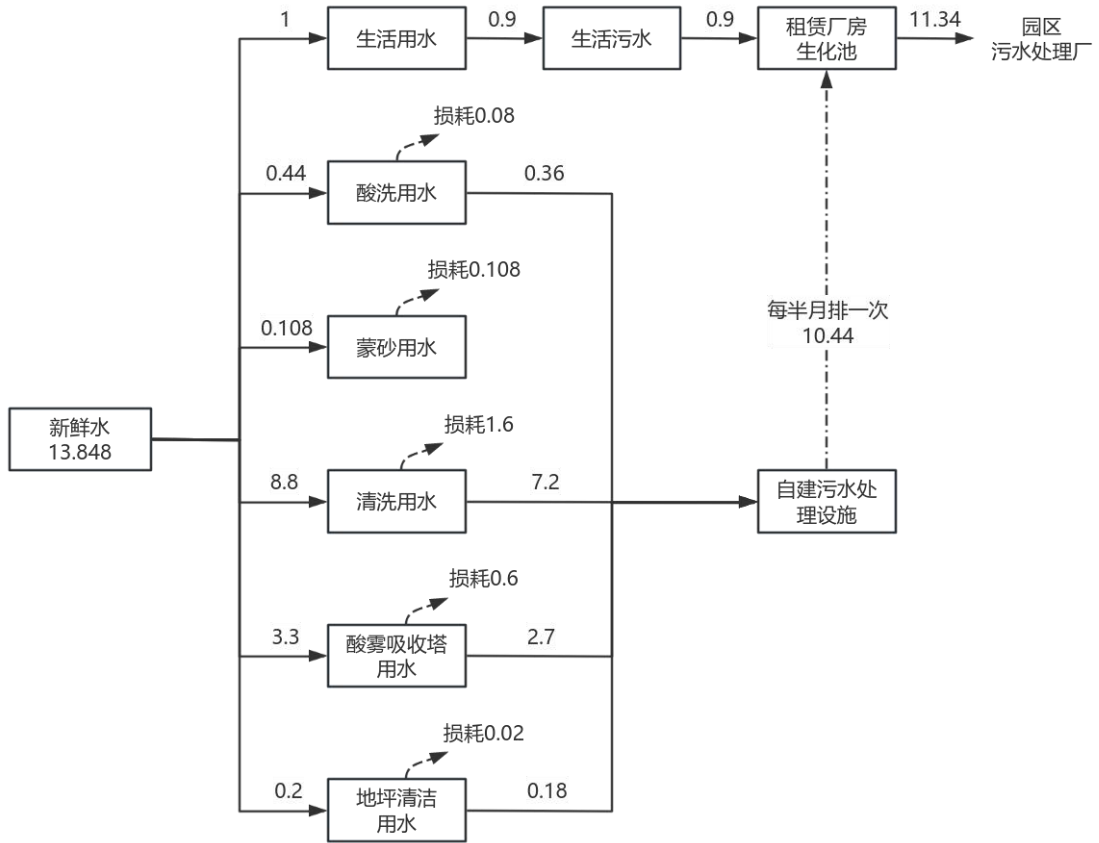 1
生活用水
0.9
生活污水
0.9
租赁厂房
生化池
11.34
园区
污水处理厂
损耗0.08
0.44
酸洗用水
0.36
损耗0.108
0.108
蒙砂用水
每半月排一次
10.44
新鲜水
13.848
损耗1.6
8.8
清洗用水
7.2
自建污水处
理设施
损耗0.6
3.3
酸雾吸收塔
用水
2.7
损耗0.02
0.2
地坪清洁
用水
0.18